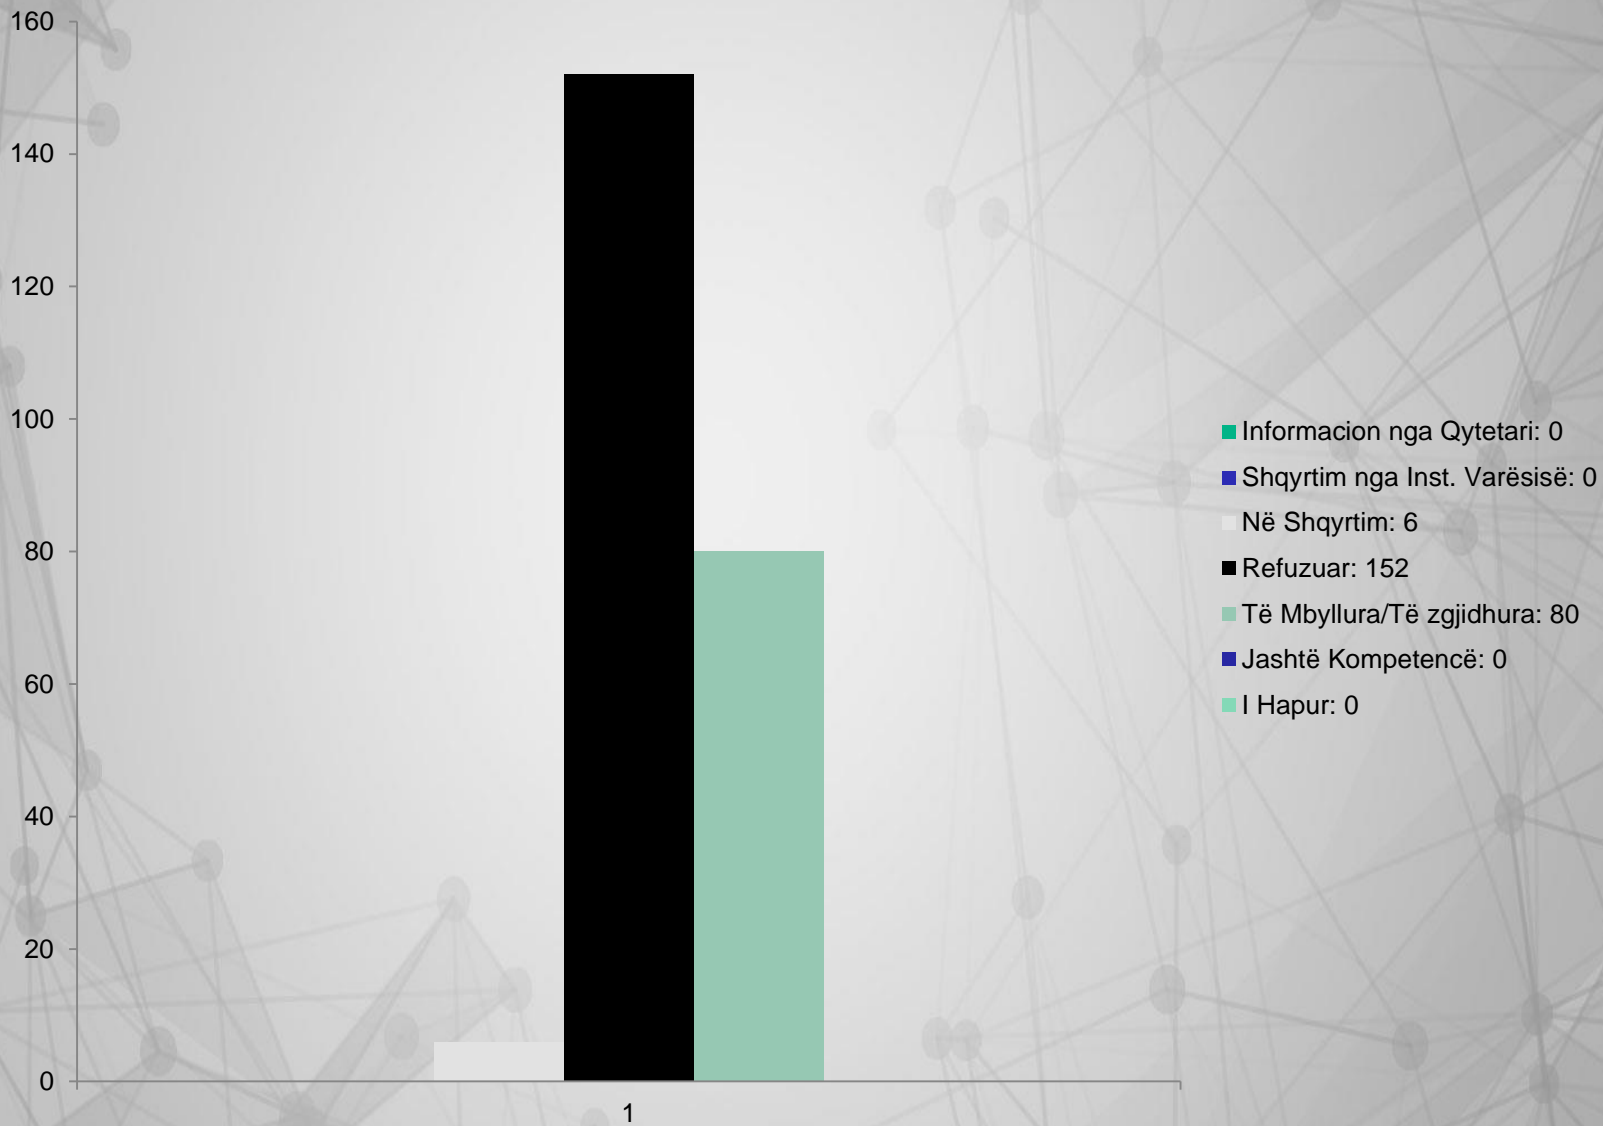 160
140
120
100
80
60
40
20
0
1
Informacion nga Qytetari: 0
Shqyrtim nga Inst. Varësisë: 0
Në Shqyrtim: 6
Refuzuar: 152
Të Mbyllura/Të zgjidhura: 80
Jashtë Kompetencë: 0
I Hapur: 0